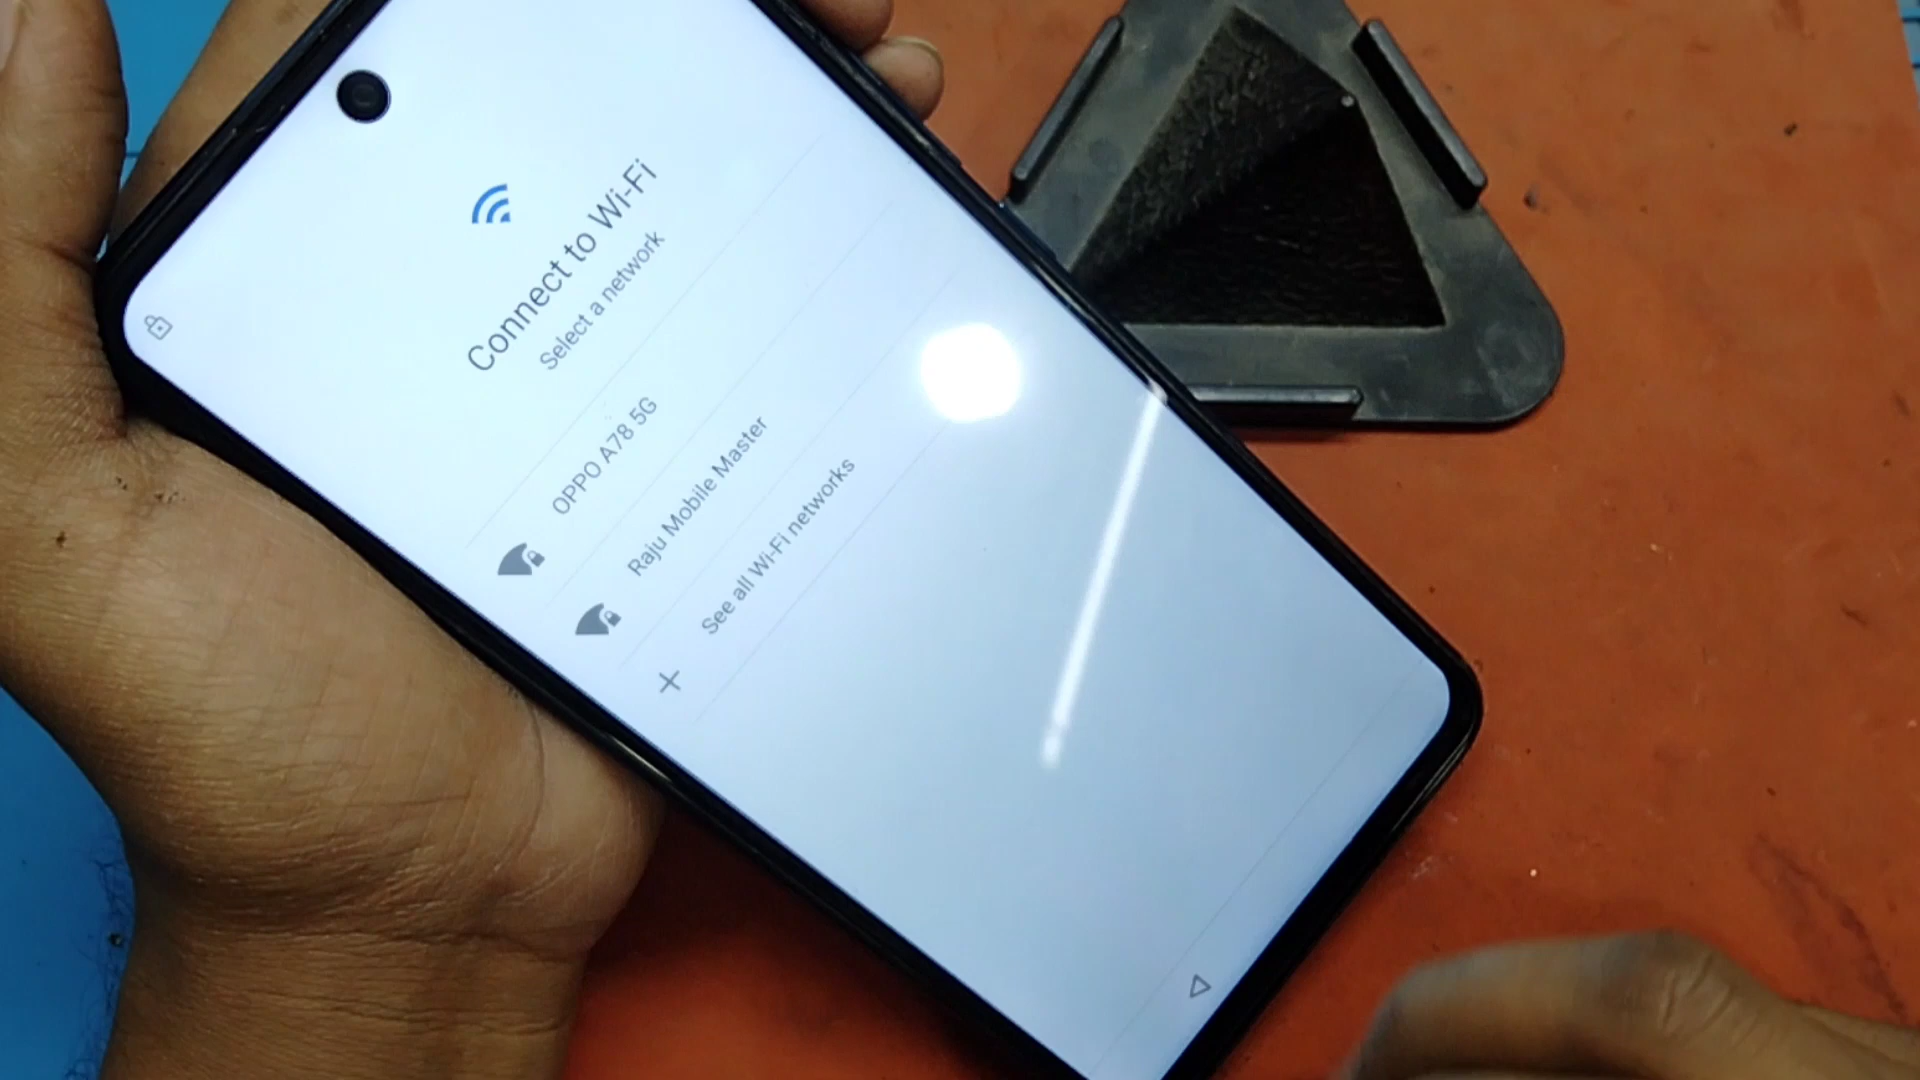 Connect to Wi-Fi
Select a network
OPPO A78 5G
Raju Mobile Master
See all Wi-Fi networks